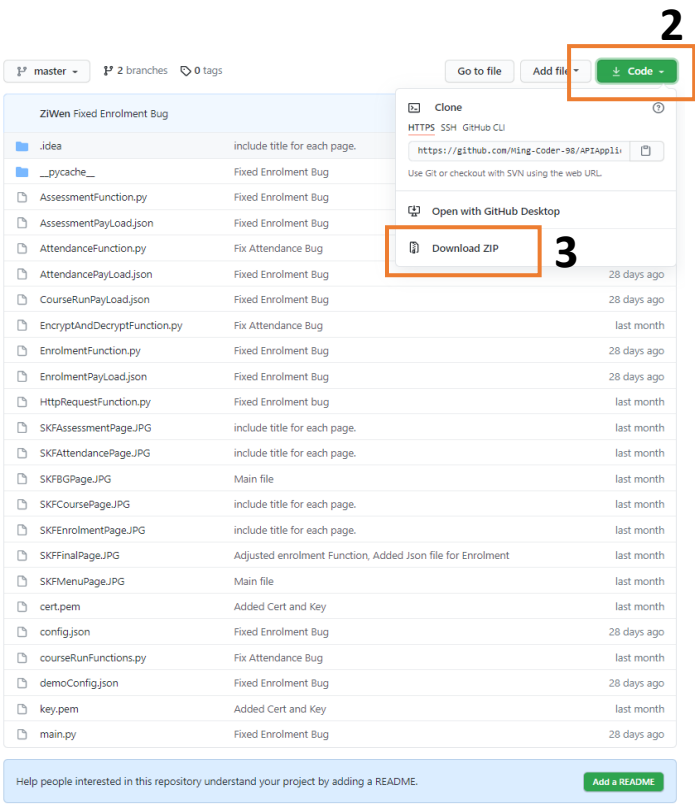 2
master
2 branches
0 tags
Go to file
Add file
Code
ZiWen Fixed Enrolment Bug
Clone
HTTPS SSH GitHub CLI
https://github.com/Ming-Coder-98/APIApplic
Use Git or checkout with SVN using the web URL.
Open with GitHub Desktop
Download ZIP
3
.idea include title for each page.
__pycache__ Fixed Enrolment Bug
AssessmentFunction.py Fixed Enrolment Bug
AssessmentPayLoad.json Fixed Enrolment Bug
AttendanceFunction.py Fix Attendance Bug
AttendancePayLoad.json Fixed Enrolment Bug 28 days ago
CourseRunPayLoad.json Fixed Enrolment Bug 28 days ago
EncryptAndDecryptFunction.py Fix Attendance Bug last month
EnrolmentFunction.py Fixed Enrolment Bug 28 days ago
EnrolmentPayLoad.json Fixed Enrolment Bug 28 days ago
HttpRequestFunction.py Fixed Enrolment bug last month
SKFAssessmentPage.JPG include title for each page. last month
SKFAttendancePage.JPG include title for each page. last month
SKFBGPage.JPG Main file last month
SKFCoursePage.JPG include title for each page. last month
SKFEnrolmentPage.JPG include title for each page. last month
SKFFinalPage.JPG Adjusted enrolment Function, Added Json file for Enrolment last month
SKFMenuPage.JPG Main file last month
cert.pem Added Cert and Key last month
config.json Fixed Enrolment Bug 28 days ago
courseRunFunctions.py Fix Attendance Bug last month
demoConfig.json Fixed Enrolment Bug 28 days ago
key.pem Added Cert and Key last month
main.py Fixed Enrolment Bug 28 days ago
Help people interested in this repository understand your project by adding a README.
Add a README